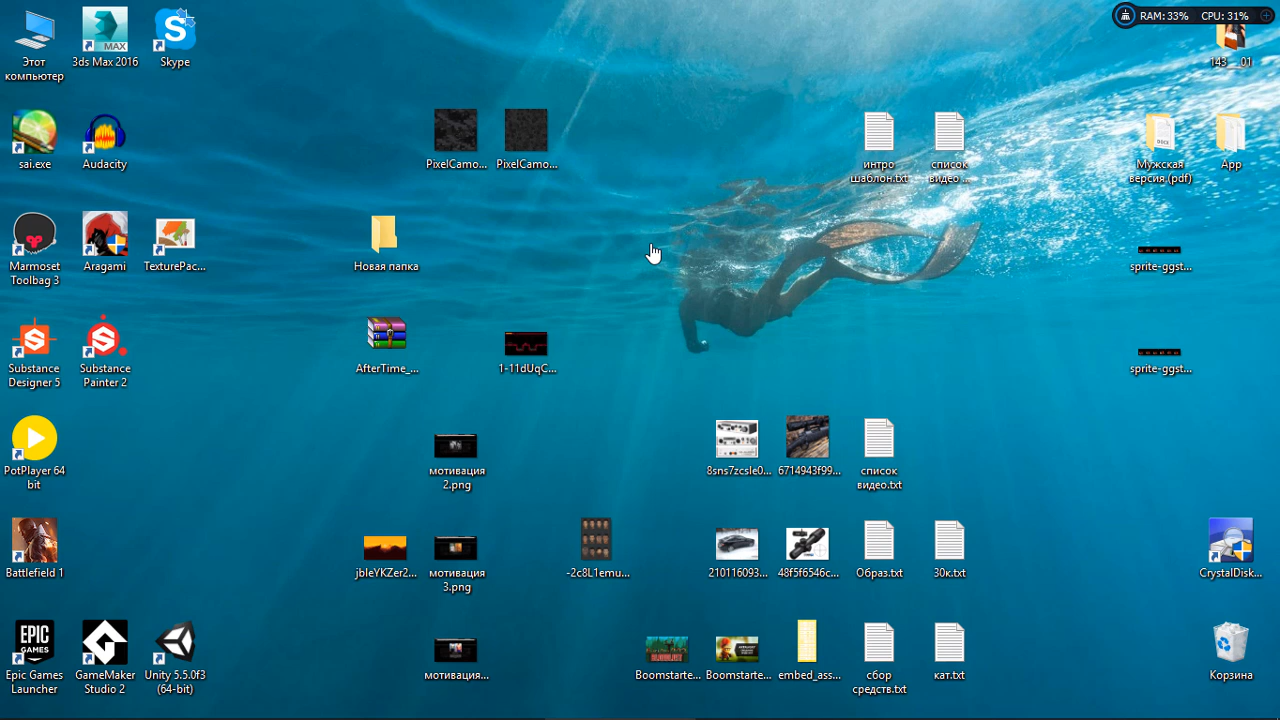 RAM: 33% CPU: 31%
Этот
компьютер
3ds Max 2016
Skype
143__01
sai.exe
Audacity
PixelCamo...
PixelCamo...
интро
шаблон.txt
список
видео ...
Мужская
версия.(pdf)
App
Marmoset
Toolbag 3
Aragami
TexturePac...
Новая папка
sprite-ggst...
Substance
Designer 5
Substance
Painter 2
AfterTime_...
1-11dUqC...
sprite-ggst...
PotPlayer 64
bit
мотивация
2.png
8sns7zcsle0...
6714943f99...
список
видео.txt
Battlefield 1
jbleYKZer2...
мотивация
3.png
-2c8L1emu...
210116093...
48f5f6546c...
Образ.txt
30к.txt
CrystalDisk...
EPIC
GAMES
Epic Games
Launcher
GameMaker
Studio 2
Unity 5.5.0f3
(64-bit)
мотивация...
Boomstarte...
Boomstarte...
embed_ass...
сбор
средств.txt
кат.txt
Корзина